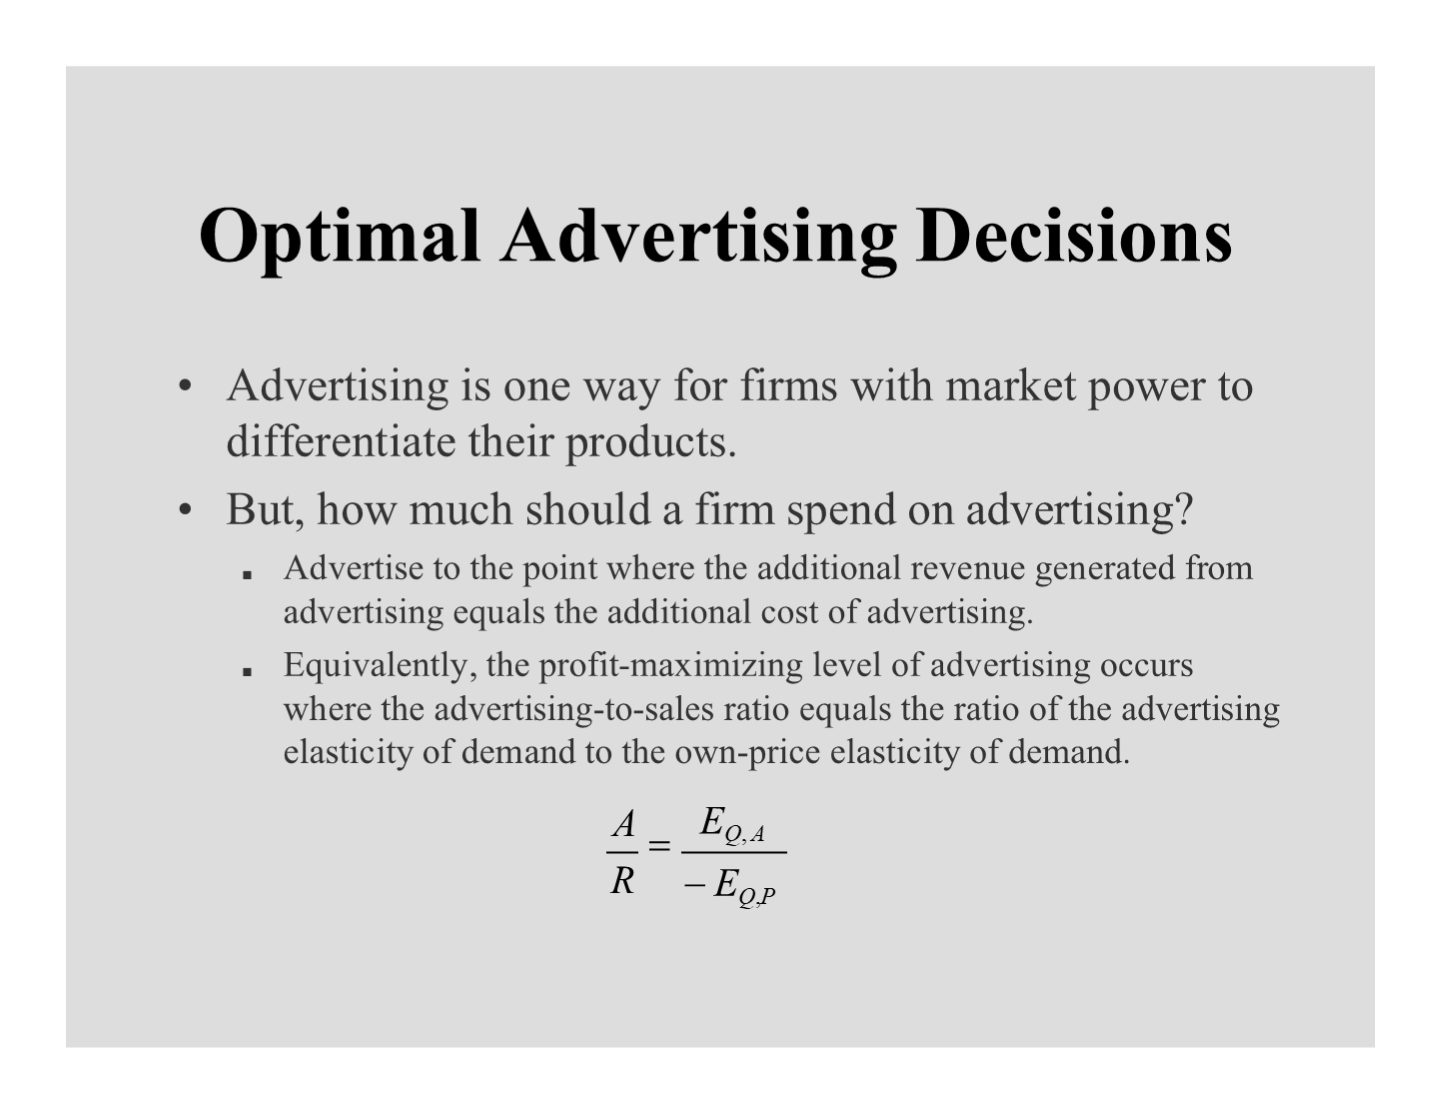 Optimal Advertising Decisions
• Advertising is one way for firms with market power to
differentiate their products.
• But, how much should a firm spend on advertising?
▪ Advertise to the point where the additional revenue generated from
advertising equals the additional cost of advertising.
▪ Equivalently, the profit-maximizing level of advertising occurs
where the advertising-to-sales ratio equals the ratio of the advertising
elasticity of demand to the own-price elasticity of demand.
A/R = E_{Q,A} / −E_{Q,P}